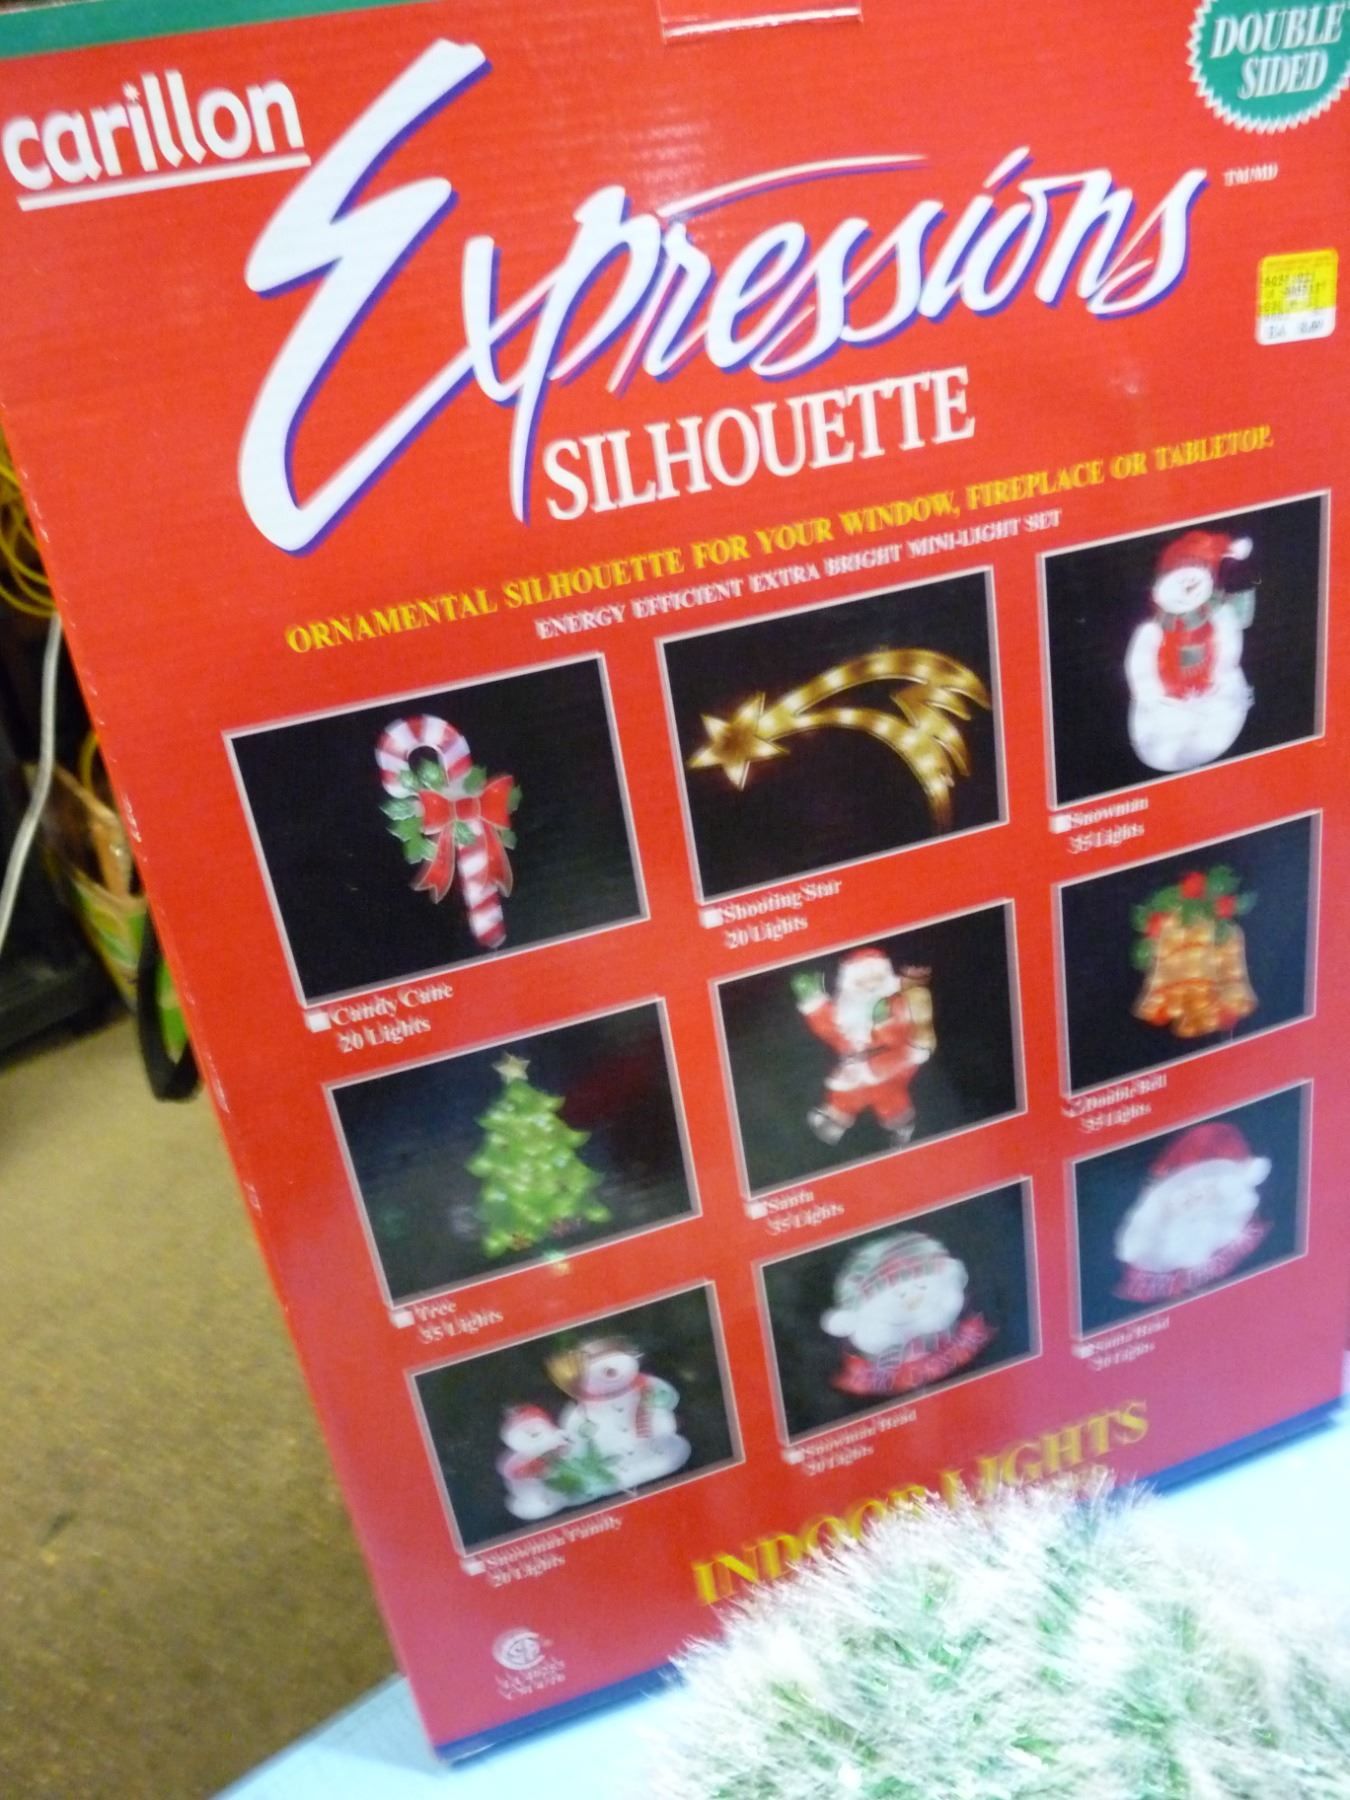 carillon
DOUBLE
SIDED
Expressions
TM/MD
SILHOUETTE
ORNAMENTAL SILHOUETTE FOR YOUR WINDOW, FIREPLACE OR TABLETOP.
ENERGY EFFICIENT EXTRA BRIGHT MINI-LIGHT SET
Candy Cane
20 Lights
Shooting Star
20 Lights
Snowman
35 Lights
Tree
35 Lights
Santa
35 Lights
Double Bell
35 Lights
Snowman Family
20 Lights
Snowman Head
20 Lights
Santa Head
20 Lights
INDOOR LIGHTS